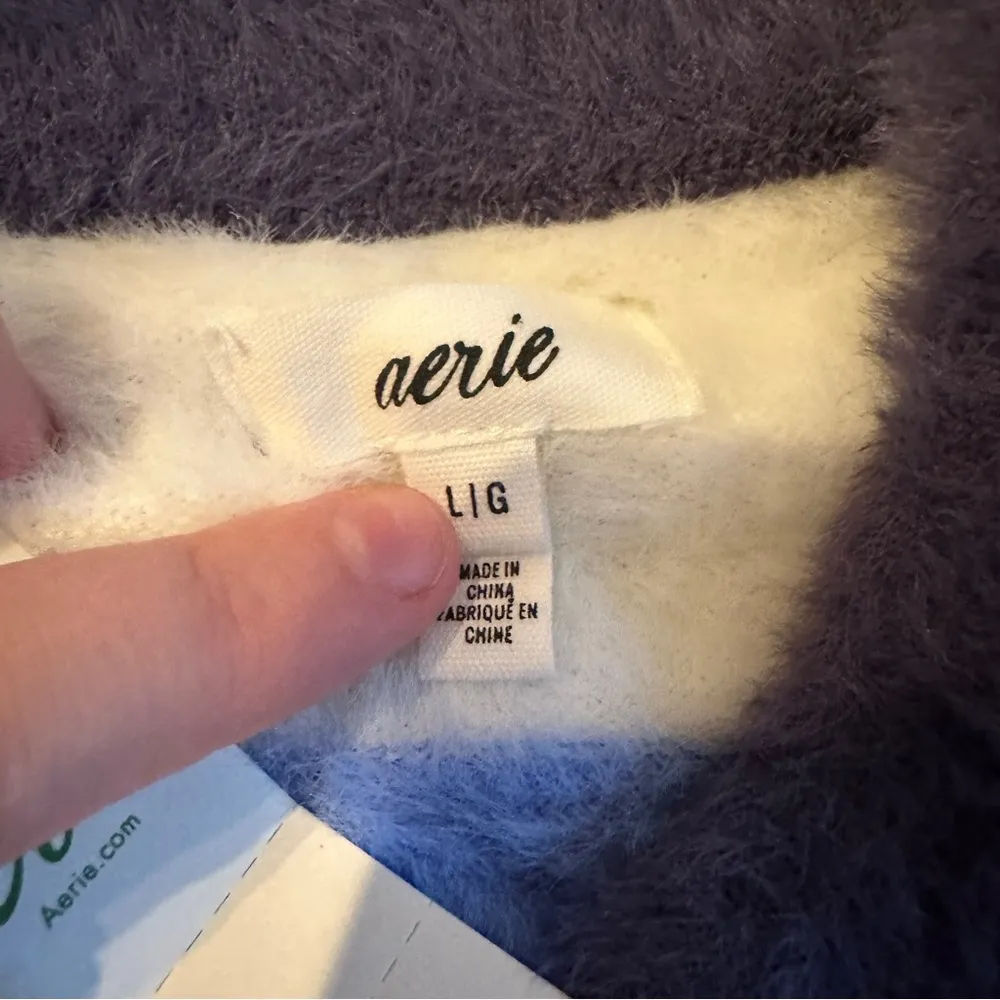 aerie
L|G
MADE IN
CHINA
FABRIQUÉ EN
CHINE
Aerie.com